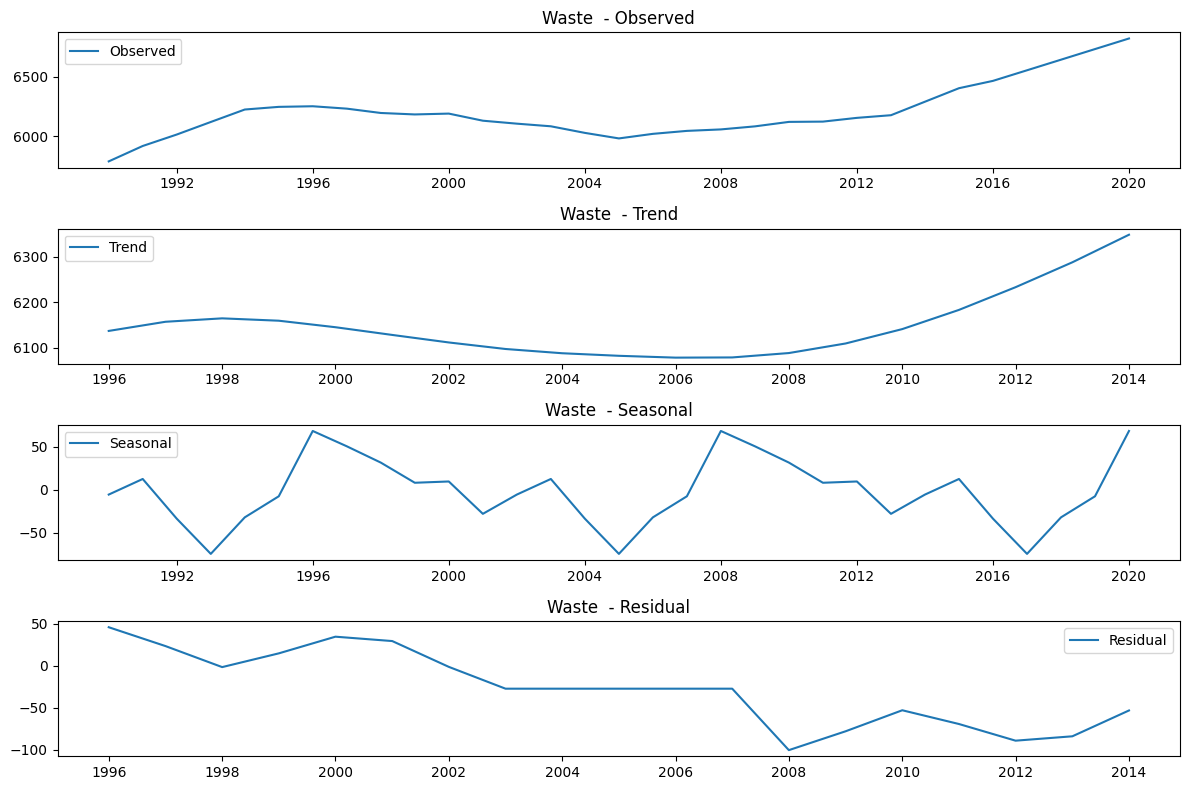 Waste  - Observed
Observed
6500
6000
1992 1996 2000 2004 2008 2012 2016 2020
Waste  - Trend
Trend
6300
6200
6100
1996 1998 2000 2002 2004 2006 2008 2010 2012 2014
Waste  - Seasonal
Seasonal
50
0
−50
1992 1996 2000 2004 2008 2012 2016 2020
Waste  - Residual
50
Residual
0
−50
−100
1996 1998 2000 2002 2004 2006 2008 2010 2012 2014